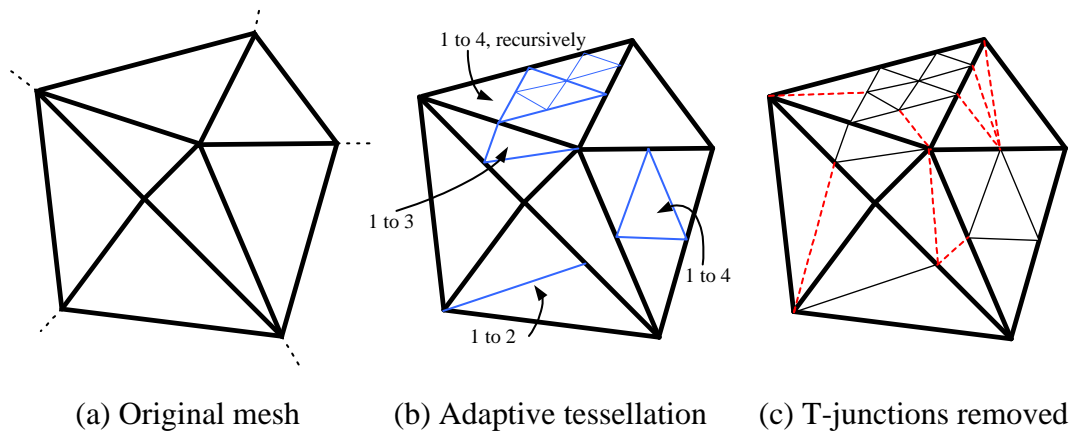 1 to 4, recursively
1 to 3
1 to 4
1 to 2
(a) Original mesh
(b) Adaptive tessellation
(c) T-junctions removed